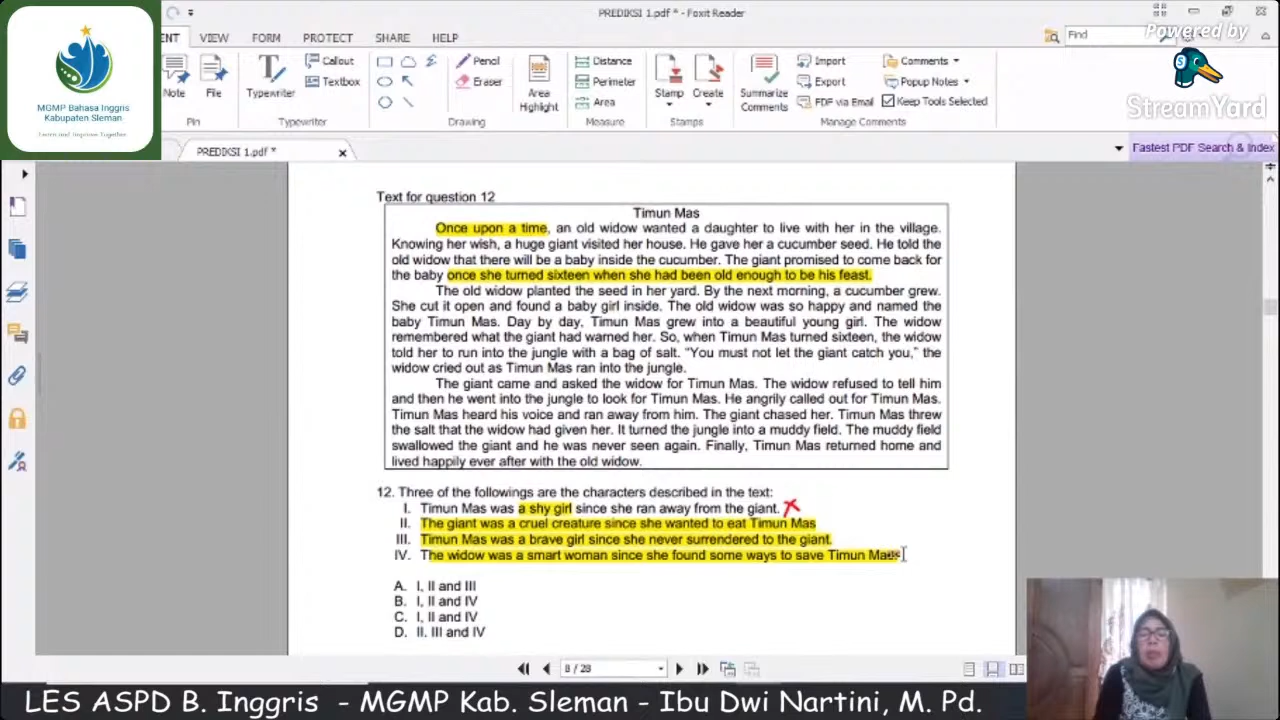 PREDIKSI 1.pdf * - Foxit Reader
Powered by
StreamYard
MGMP Bahasa Inggris
Kabupaten Sleman
Learn and Improve Together
ENT VIEW FORM PROTECT SHARE HELP
Find
Note File Typewriter Callout Textbox Pencil Eraser Area Highlight Distance Perimeter Area Stamp Create Summarize Comments Import Export PDF via Email Comments Popup Notes Keep Tools Selected
Pin Typewriter Drawing Measure Stamps Manage Comments
PREDIKSI 1.pdf *
Fastest PDF Search & Index
Text for question 12
Timun Mas
Once upon a time, an old widow wanted a daughter to live with her in the village.
Knowing her wish, a huge giant visited her house. He gave her a cucumber seed. He told the
old widow that there will be a baby inside the cucumber. The giant promised to come back for
the baby once she turned sixteen when she had been old enough to be his feast.
The old widow planted the seed in her yard. By the next morning, a cucumber grew.
She cut it open and found a baby girl inside. The old widow was so happy and named the
baby Timun Mas. Day by day, Timun Mas grew into a beautiful young girl. The widow
remembered what the giant had warned her. So, when Timun Mas turned sixteen, the widow
told her to run into the jungle with a bag of salt. "You must not let the giant catch you," the
widow cried out as Timun Mas ran into the jungle.
The giant came and asked the widow for Timun Mas. The widow refused to tell him
and then he went into the jungle to look for Timun Mas. He angrily called out for Timun Mas.
Timun Mas heard his voice and ran away from him. The giant chased her. Timun Mas threw
the salt that the widow had given her. It turned the jungle into a muddy field. The muddy field
swallowed the giant and he was never seen again. Finally, Timun Mas returned home and
lived happily ever after with the old widow.
12. Three of the followings are the characters described in the text:
I. Timun Mas was a shy girl since she ran away from the giant.
II. The giant was a cruel creature since she wanted to eat Timun Mas
III. Timun Mas was a brave girl since she never surrendered to the giant.
IV. The widow was a smart woman since she found some ways to save Timun Mas
A. I, II and III
B. I, II and IV
C. I, II and IV
D. II. III and IV
8 / 28
LES ASPD B. Inggris - MGMP Kab. Sleman - Ibu Dwi Nartini, M. Pd.